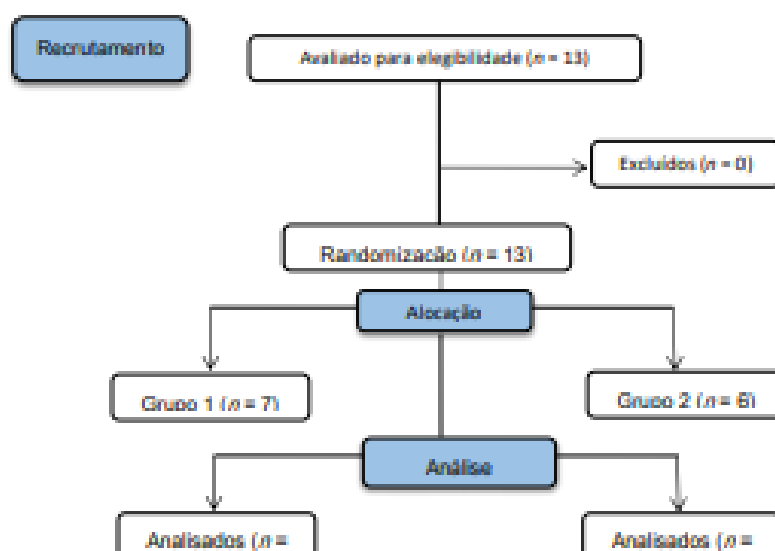 Recrutamento
Avaliado para elegibilidade (n = 13)
Excluídos (n = 0)
Randomização (n = 13)
Alocação
Grupo 1 (n = 7)
Grupo 2 (n = 6)
Análise
Analisados (n =
Analisados (n =